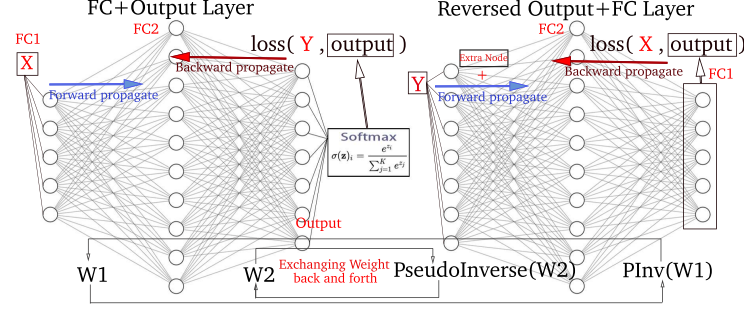 FC+Output Layer
FC1
X
FC2
loss( Y , output )
Backward propagate
Forward propagate
Softmax
σ(z)ᵢ = e^{zᵢ} / ∑_{j=1}^{K} e^{zⱼ}
Output
W1
W2
Exchanging Weight
back and forth
Reversed Output+FC Layer
Y
Extra Node
+
FC2
loss( X , output )
Backward propagate
Forward propagate
FC1
PseudoInverse(W2)
PInv(W1)